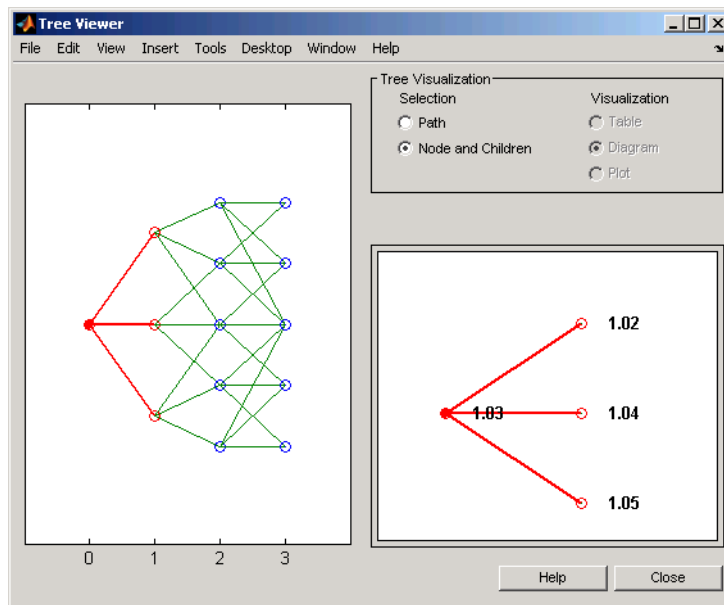 Tree Viewer
File Edit View Insert Tools Desktop Window Help
Tree Visualization
Selection Visualization
Path Table
Node and Children Diagram
Plot
1.02
1.03 1.04
1.05
0 1 2 3
Help Close